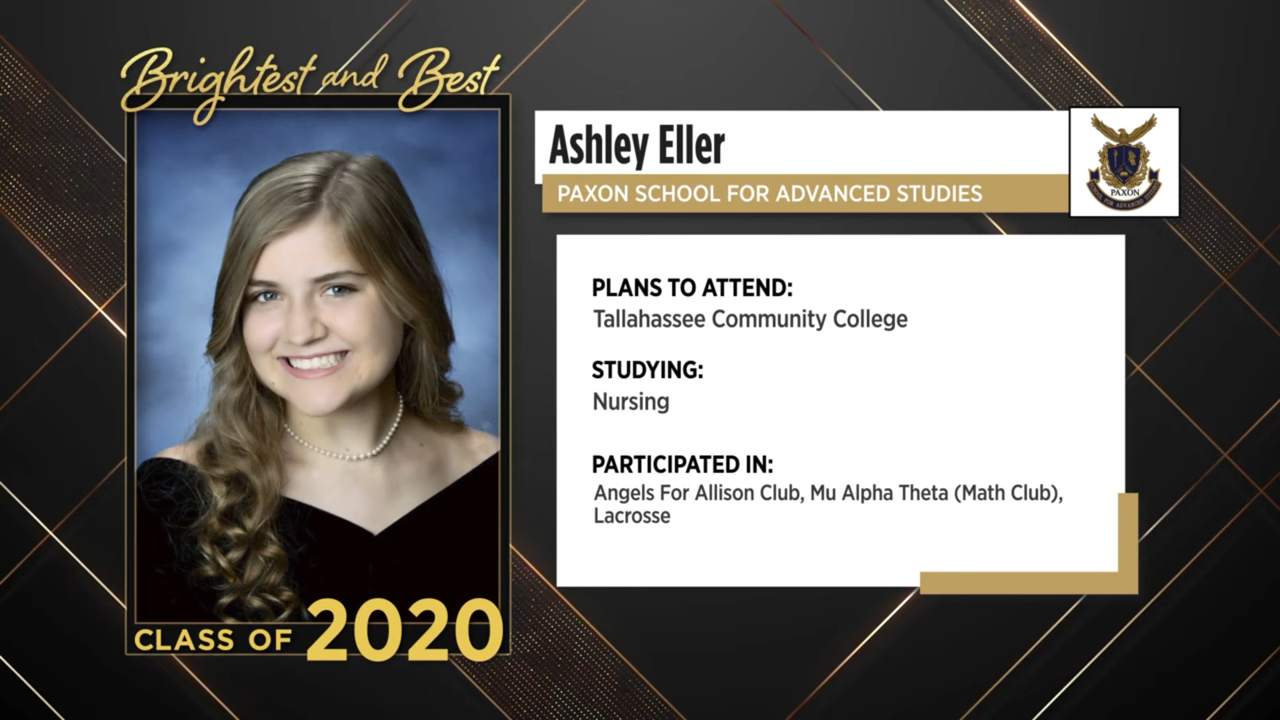 Brightest and Best
CLASS OF 2020
Ashley Eller
PAXON SCHOOL FOR ADVANCED STUDIES
PAXON
PLANS TO ATTEND:
Tallahassee Community College
STUDYING:
Nursing
PARTICIPATED IN:
Angels For Allison Club, Mu Alpha Theta (Math Club),
Lacrosse